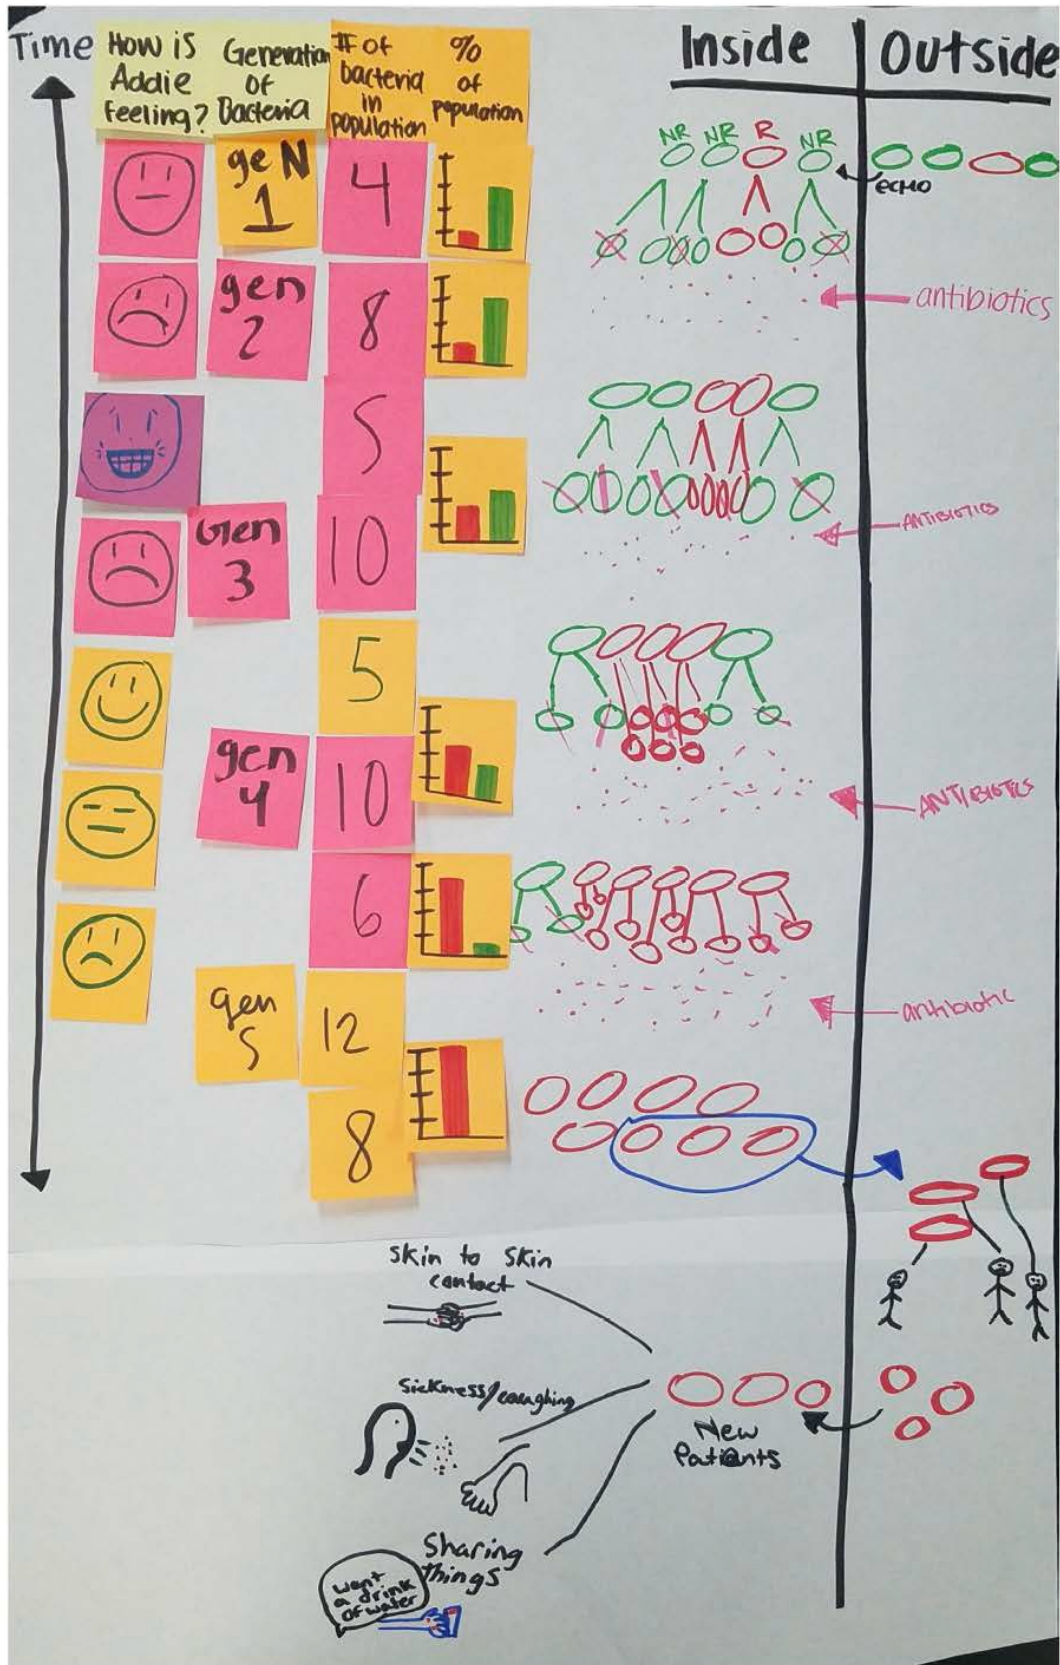 Time
How is
Addie
feeling?
Generation
of
Bacteria
# of
bacteria
in
population
%
of
population
Inside
Outside
NR
NR
R
NR
geN
1
4
gen
2
8
antibiotics
5
Gen
3
10
ANTIBIOTICS
5
gen
4
10
ANTIBIOTICS
6
gen
5
12
antibiotic
8
skin to skin
contact
Sickness/coughing
New
Patients
Sharing
things
want
a drink
of water